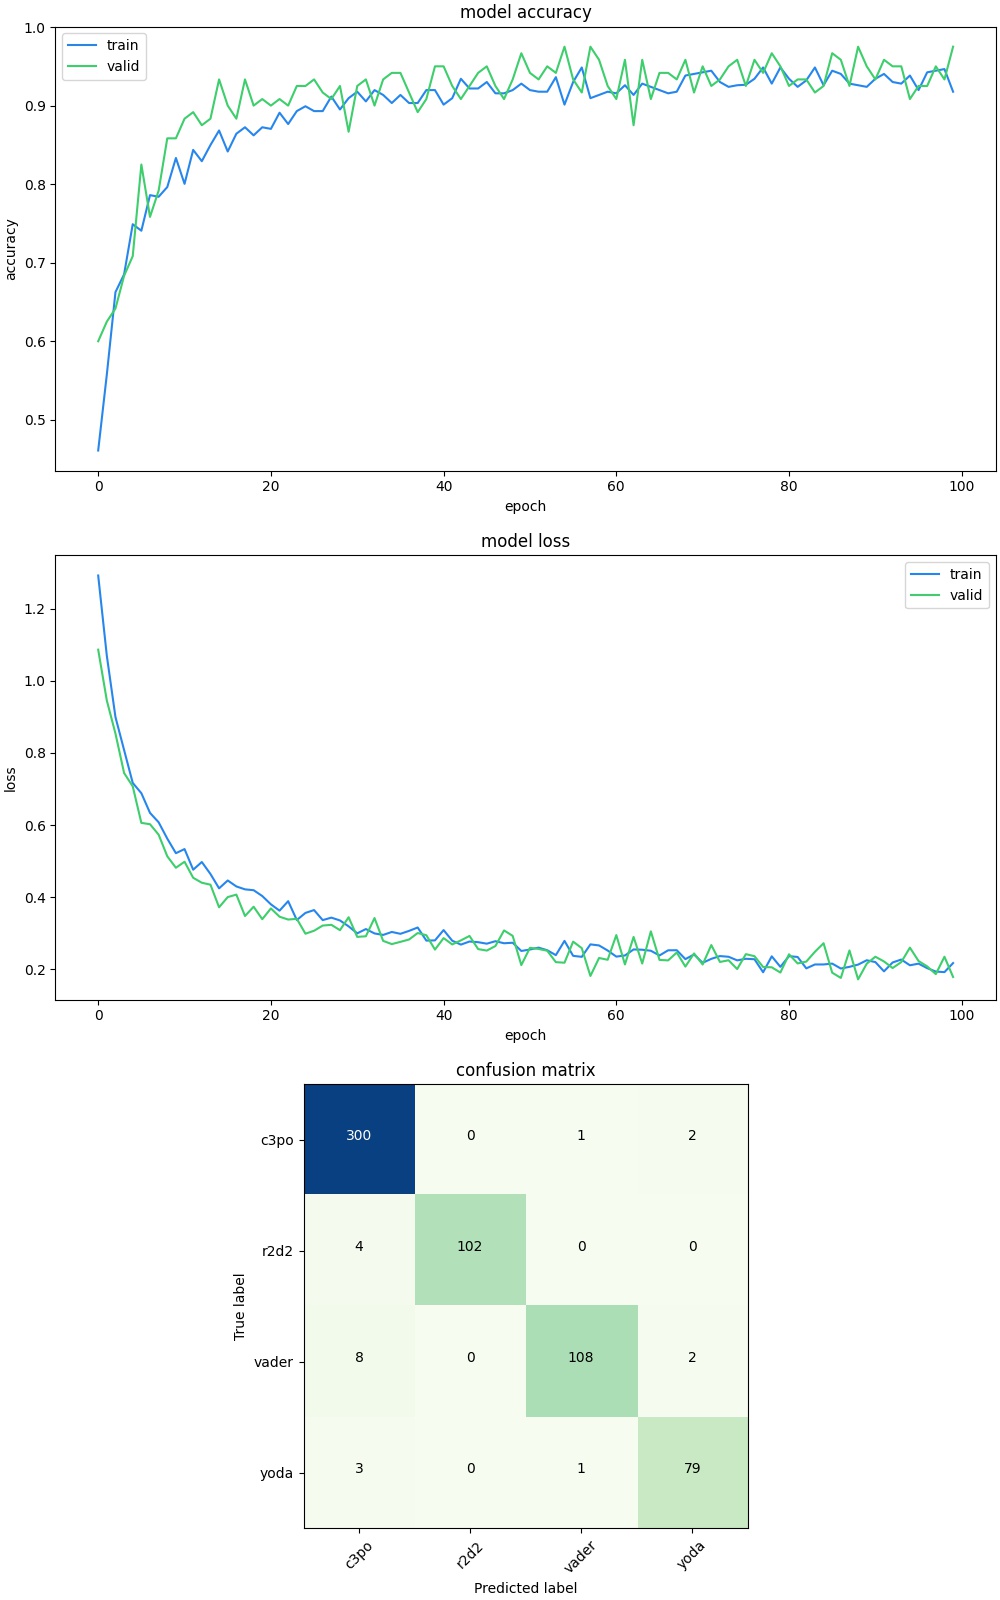 model accuracy
train
valid
1.0
0.9
0.8
0.7
0.6
0.5
accuracy
0 20 40 60 80 100
epoch
model loss
train
valid
1.2
1.0
0.8
0.6
0.4
0.2
loss
0 20 40 60 80 100
epoch
confusion matrix
True label
c3po 300 0 1 2
r2d2 4 102 0 0
vader 8 0 108 2
yoda 3 0 1 79
c3po r2d2 vader yoda
Predicted label